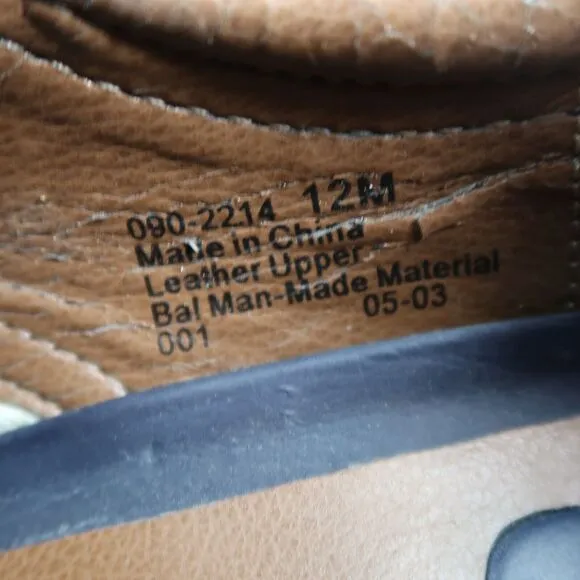 090-2214 12M
Made in China
Leather Upper
Bal Man-Made Material
05-03
001